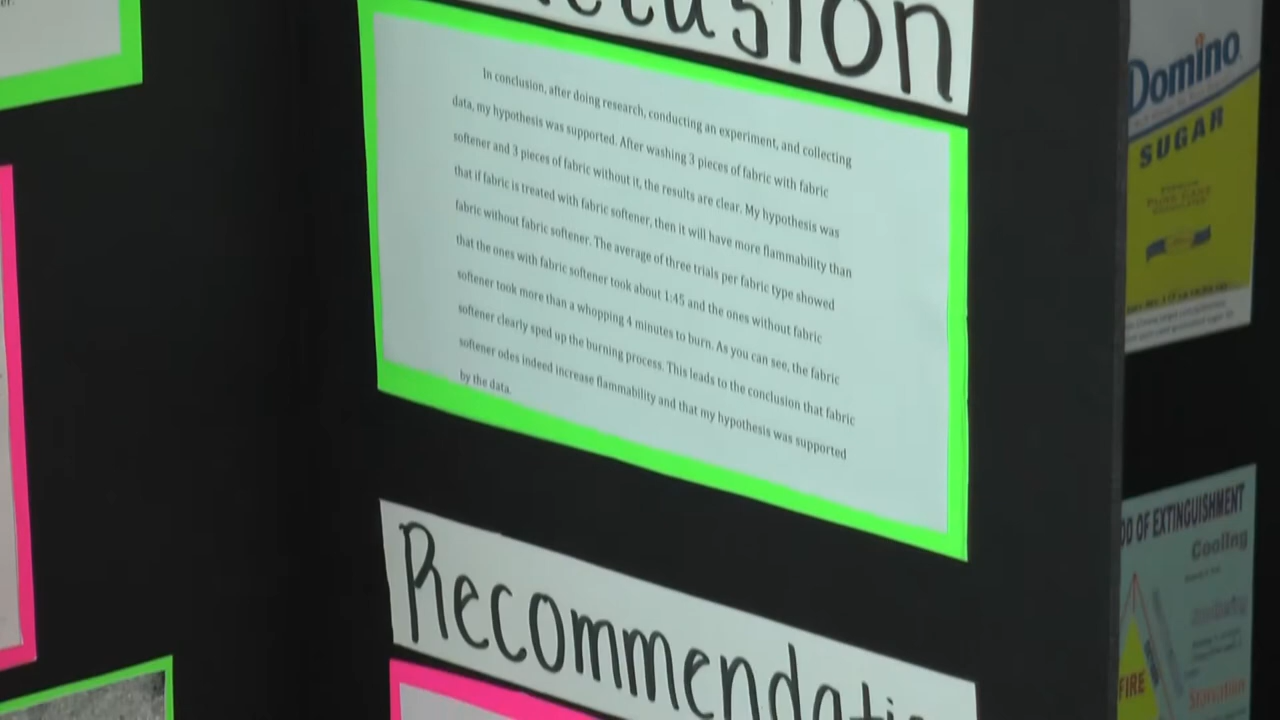 clusion
In conclusion, after doing research, conducting an experiment, and collecting
data, my hypothesis was supported. After washing 3 pieces of fabric with fabric
softener and 3 pieces of fabric without it, the results are clear. My hypothesis was
that if fabric is treated with fabric softener, then it will have more flammability than
fabric without fabric softener. The average of three trials per fabric type showed
that the ones with fabric softener took about 1:45 and the ones without fabric
softener took more than a whopping 4 minutes to burn. As you can see, the fabric
softener clearly sped up the burning process. This leads to the conclusion that fabric
softener odes indeed increase flammability and that my hypothesis was supported
by the data.
Recommendati
Domino
SUGAR
OD OF EXTINGUISHMENT
Cooling
FIRE
Starvation